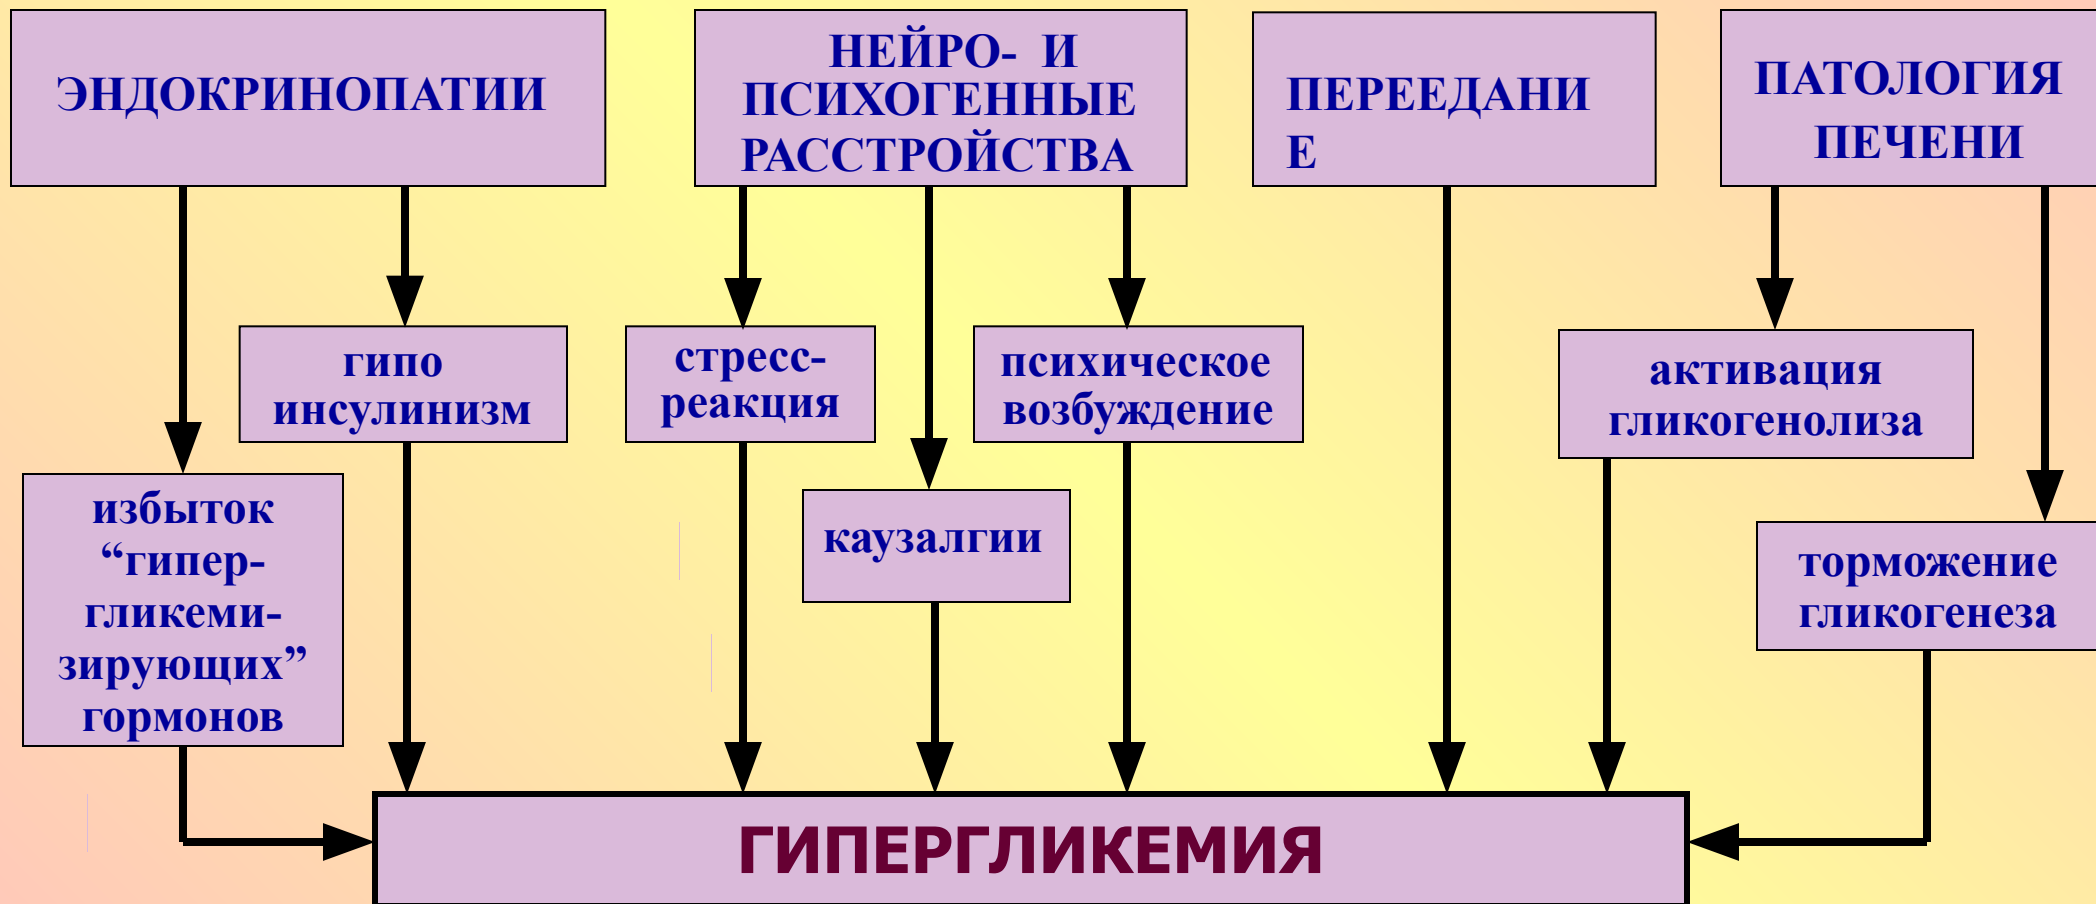 ЭНДОКРИНОПАТИИ
НЕЙРО- И
ПСИХОГЕННЫЕ
РАССТРОЙСТВА
ПЕРЕЕДАНИ
Е
ПАТОЛОГИЯ
ПЕЧЕНИ
гипо
инсулинизм
стресс-
реакция
психическое
возбуждение
активация
гликогенолиза
избыток
“гипер-
гликеми-
зирующих”
гормонов
каузалгии
торможение
гликогенеза
ГИПЕРГЛИКЕМИЯ